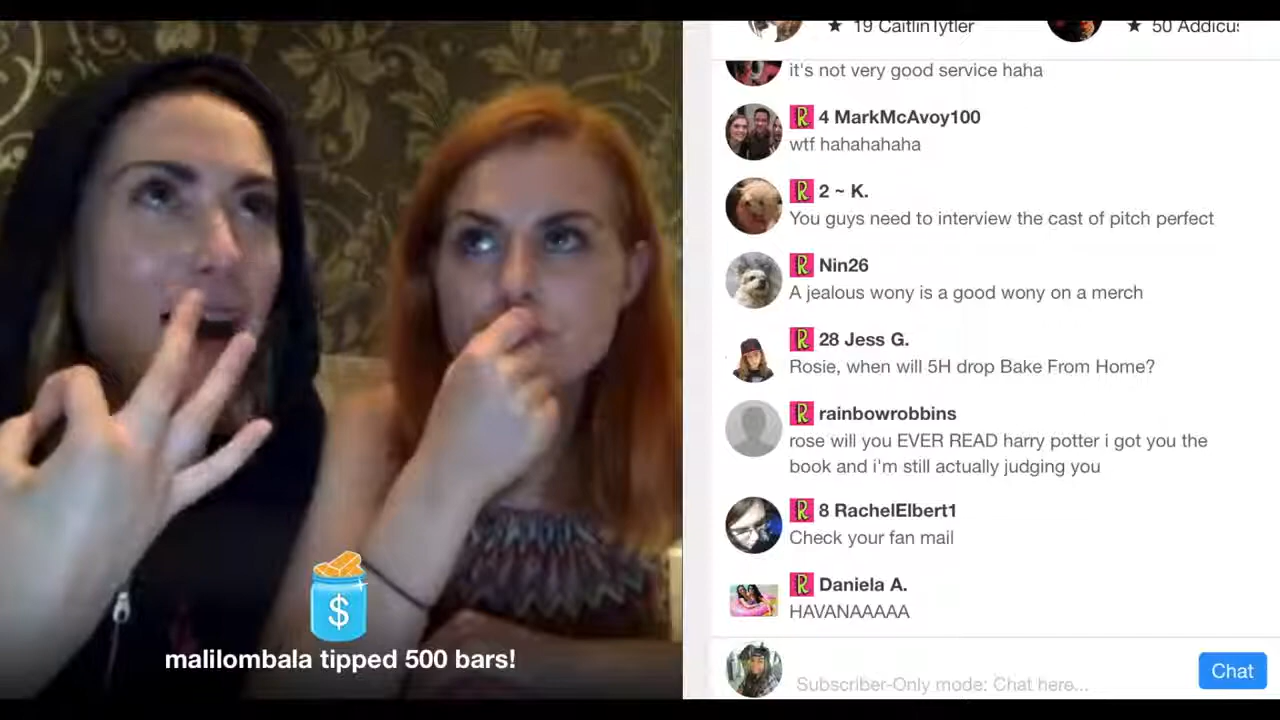 ★ 19 CaitlinTytler
★ 50 Addicus
it's not very good service haha
R 4 MarkMcAvoy100
wtf hahahahaha
R 2 ~ K.
You guys need to interview the cast of pitch perfect
R Nin26
A jealous wony is a good wony on a merch
R 28 Jess G.
Rosie, when will 5H drop Bake From Home?
R rainbowrobbins
rose will you EVER READ harry potter i got you the
book and i'm still actually judging you
R 8 RachelElbert1
Check your fan mail
R Daniela A.
HAVANAAAAA
Subscriber-Only mode: Chat here...
Chat
$
malilombala tipped 500 bars!